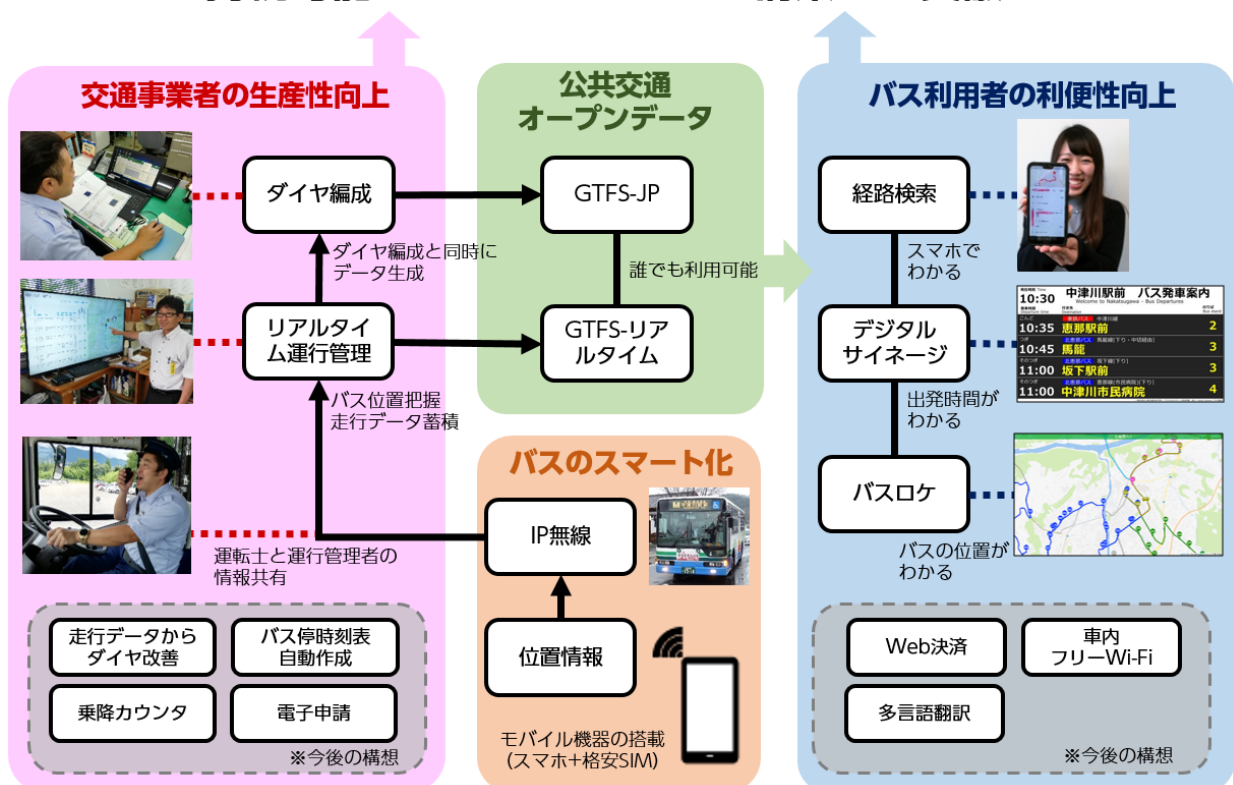 交通事業者の生産性向上
ダイヤ編成
ダイヤ編成と同時に
データ生成
リアルタイ
ム運行管理
バス位置把握
走行データ蓄積
運転士と運行管理者の
情報共有
走行データから
ダイヤ改善
バス停時刻表
自動作成
乗降カウンタ
電子申請
※今後の構想
公共交通
オープンデータ
GTFS-JP
誰でも利用可能
GTFS-リア
ルタイム
バスのスマート化
IP無線
位置情報
モバイル機器の搭載
(スマホ+格安SIM)
バス利用者の利便性向上
経路検索
スマホで
わかる
デジタル
サイネージ
出発時間が
わかる
バスロケ
バスの位置が
わかる
10:30
中津川駅前 バス発車案内
Welcome to Nakatsugawa - Bus Departures
10:35 恵那駅前 2
10:45 馬籠 3
11:00 坂下駅前 3
11:00 中津川市民病院 4
Web決済
車内
フリーWi-Fi
多言語翻訳
※今後の構想